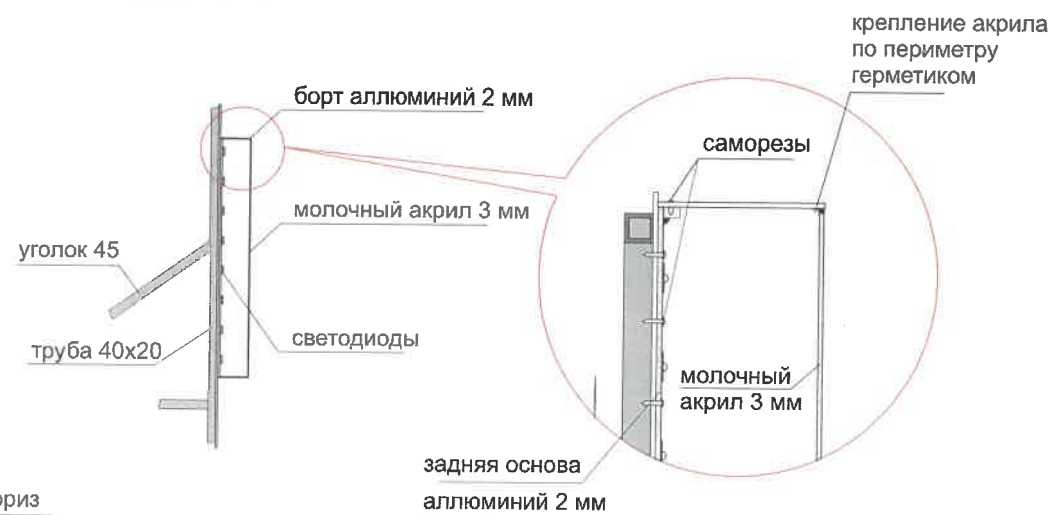 крепление акрила
по периметру
герметиком
борт аллюминий 2 мм
саморезы
молочный акрил 3 мм
уголок 45
светодиоды
труба 40х20
молочный
акрил 3 мм
задняя основа
аллюминий 2 мм